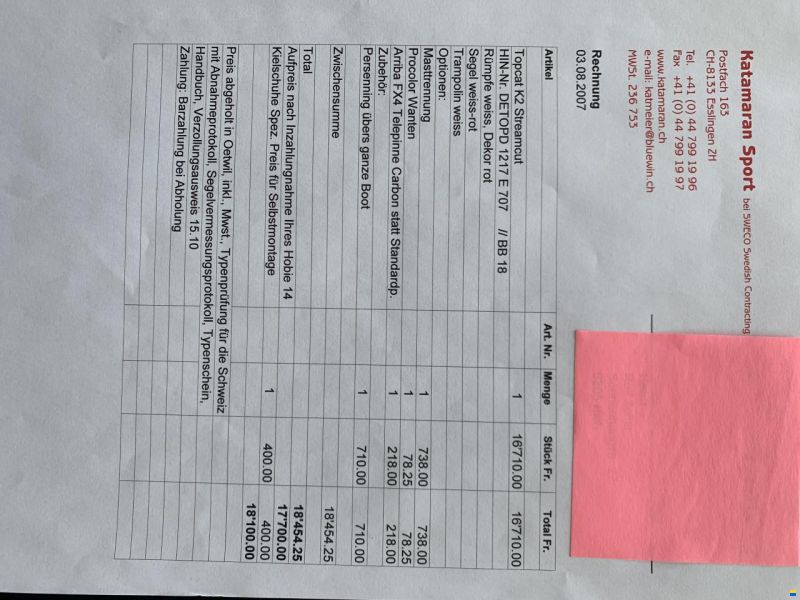 Katamaran Sport bei SWECO Swedish Contracting
Postfach 163
CH-8133 Esslingen ZH
Tel. +41 (0) 44 799 19 96
Fax +41 (0) 44 799 19 97
www.katamaran.ch
e-mail: katmeier@bluewin.ch
MWSt. 236 753
Rechnung
03.08.2007
Artikel Art. Nr. Menge Stück Fr. Total Fr.
Topcat K2 Streamcut 1 16'710.00 16'710.00
HIN-Nr. DETOPD 1217 E 707 // BB 18
Rümpfe weiss, Dekor rot
Segel weiss-rot
Trampolin weiss
Optionen:
Masttrennung 1 738.00 738.00
Procolor Wanten 1 78.25 78.25
Arriba FX4 Telepinne Carbon statt Standardp. 1 218.00 218.00
Zubehör:
Persenning übers ganze Boot 1 710.00 710.00
Zwischensumme 18'454.25
Total 18'454.25
Aufpreis nach Inzahlungnahme Ihres Hobie 14 17'700.00
Kielschuhe Spez. Preis für Selbstmontage 1 400.00 400.00
18'100.00
Preis abgeholt in Oetwil, inkl., Mwst., Typenprüfung für die Schweiz
mit Abnahmeprotokoll, Segelvermessungsprotokoll, Typenschein,
Handbuch, Verzollungsausweis 15.10
Zahlung: Barzahlung bei Abholung